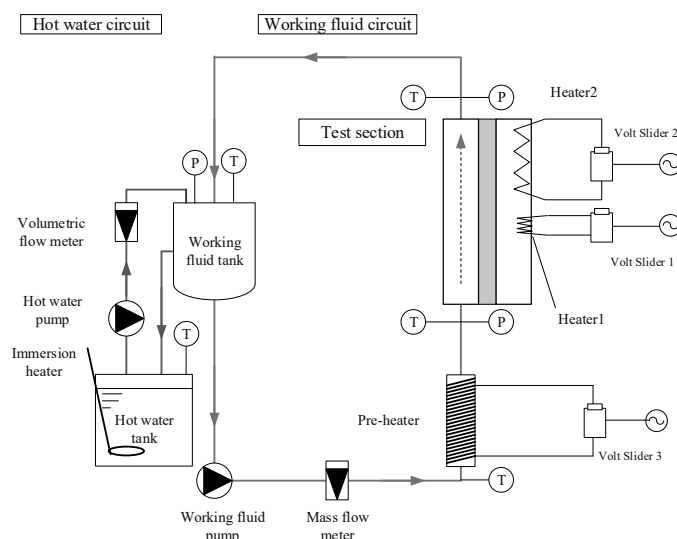 Hot water circuit
Working fluid circuit
T
P
Heater2
Test section
Volt Slider 2
P
T
Volumetric
flow meter
Working
fluid tank
Volt Slider 1
Hot water
pump
T
P
Heater1
Immersion
heater
T
Hot water
tank
Pre-heater
Volt Slider 3
T
Working fluid
pump
Mass flow
meter